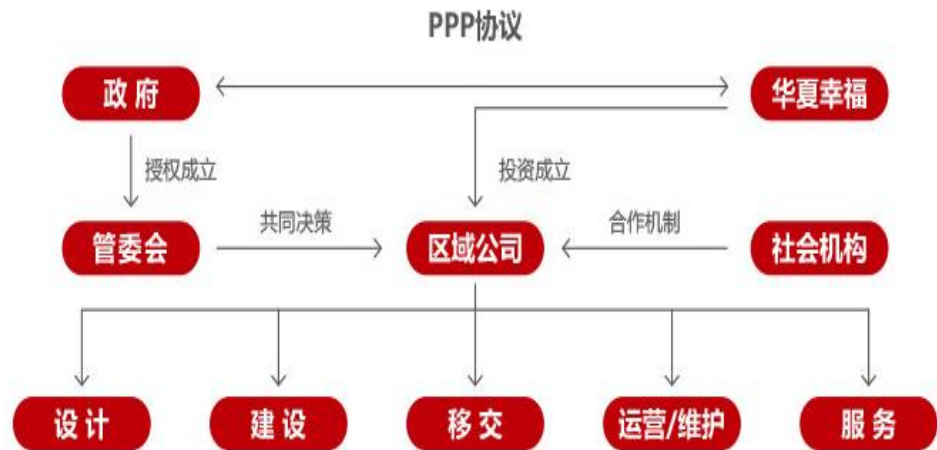 PPP协议
政府
华夏幸福
授权成立
投资成立
管委会
共同决策
区域公司
合作机制
社会机构
设计
建设
移交
运营/维护
服务